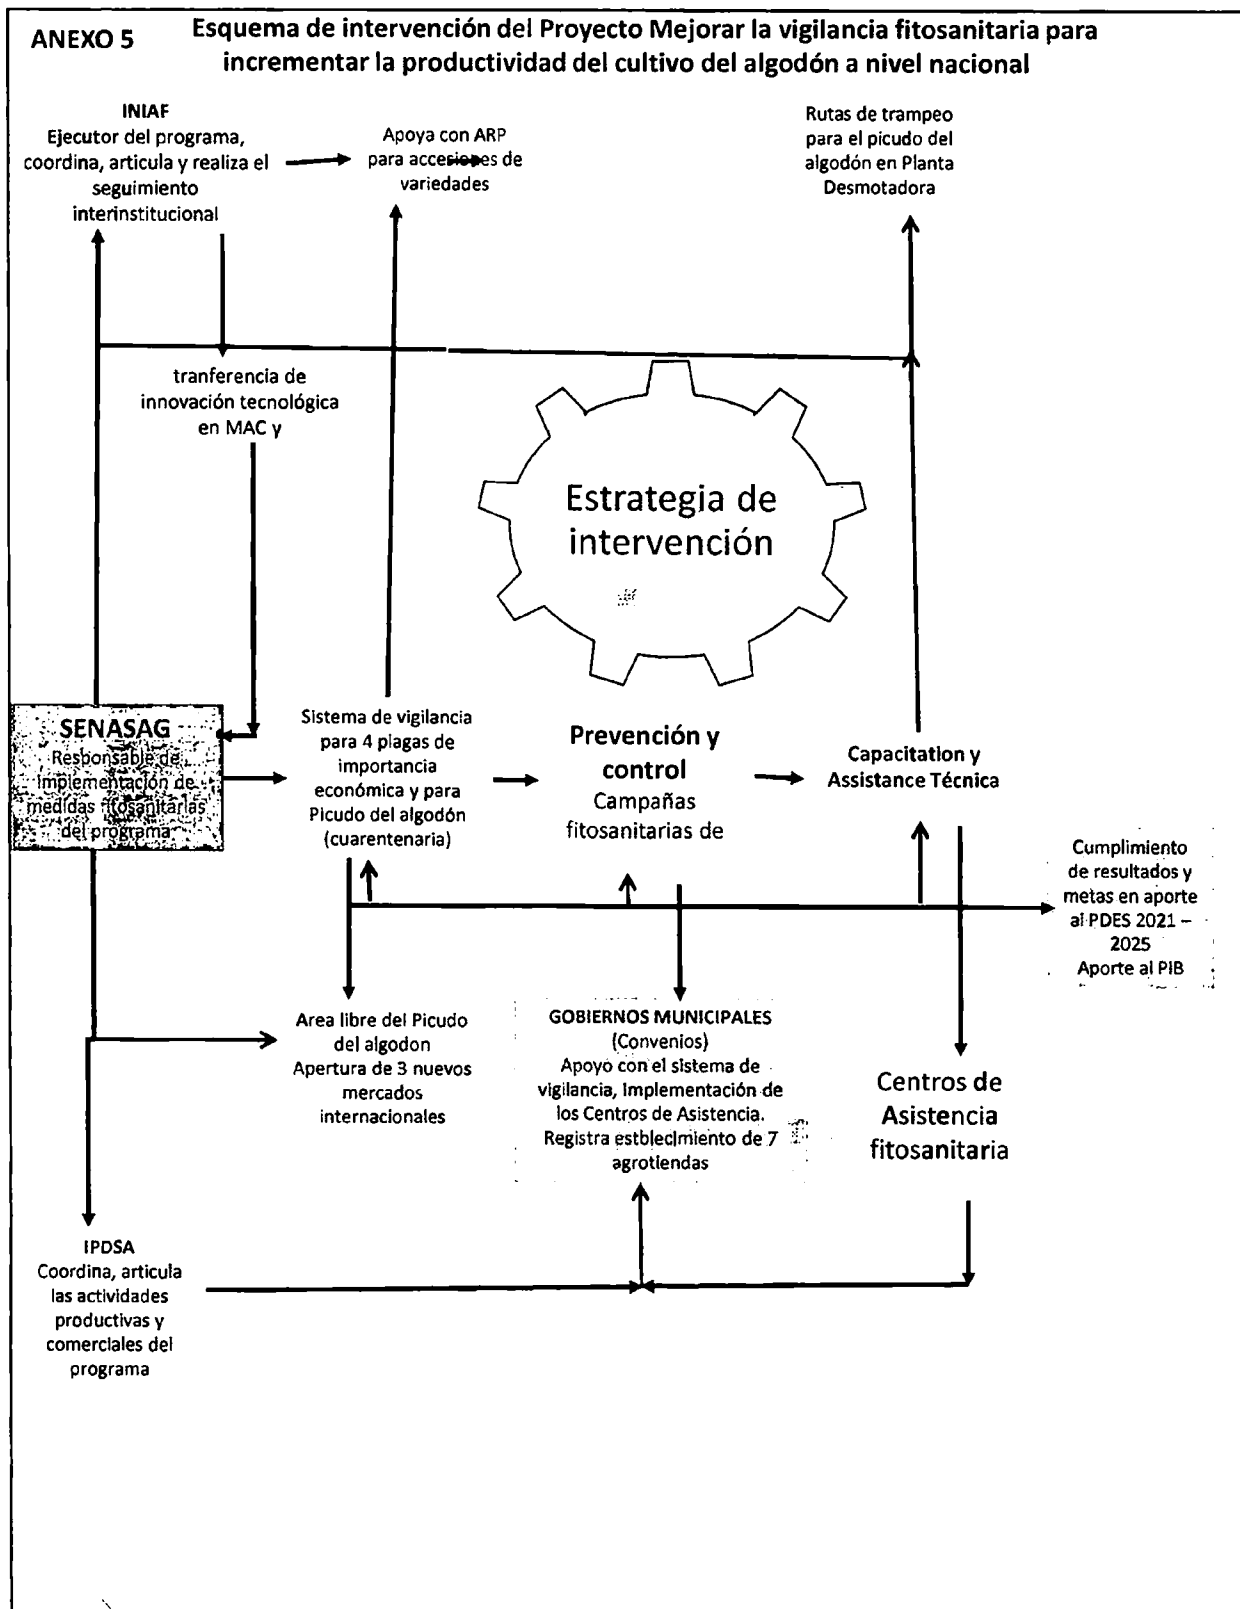 ANEXO 5
Esquema de intervención del Proyecto Mejorar la vigilancia fitosanitaria para
incrementar la productividad del cultivo del algodón a nivel nacional
INIAF
Ejecutor del programa,
coordina, articula y realiza el
seguimiento
interinstitucional
Apoya con ARP
para accesiones de
variedades
Rutas de trampeo
para el picudo del
algodón en Planta
Desmotadora
tranferencia de
innovación tecnológica
en MAC y
Estrategia de
intervención
SENASAG
Responsable de
implementación de
medidas fitosanitarias
del programa
Sistema de vigilancia
para 4 plagas de
importancia
económica y para
Picudo del algodón
(cuarentenaria)
Prevención y
control
Campañas
fitosanitarias de
Capacitation y
Assistance Técnica
Cumplimiento
de resultados y
metas en aporte
al PDES 2021 –
2025
Aporte al PIB
Area libre del Picudo
del algodon
Apertura de 3 nuevos
mercados
internacionales
GOBIERNOS MUNICIPALES
(Convenios)
Apoyo con el sistema de
vigilancia, Implementación de
los Centros de Asistencia.
Registra estblecimiento de 7
agrotiendas
Centros de
Asistencia
fitosanitaria
IPDSA
Coordina, articula
las actividades
productivas y
comerciales del
programa